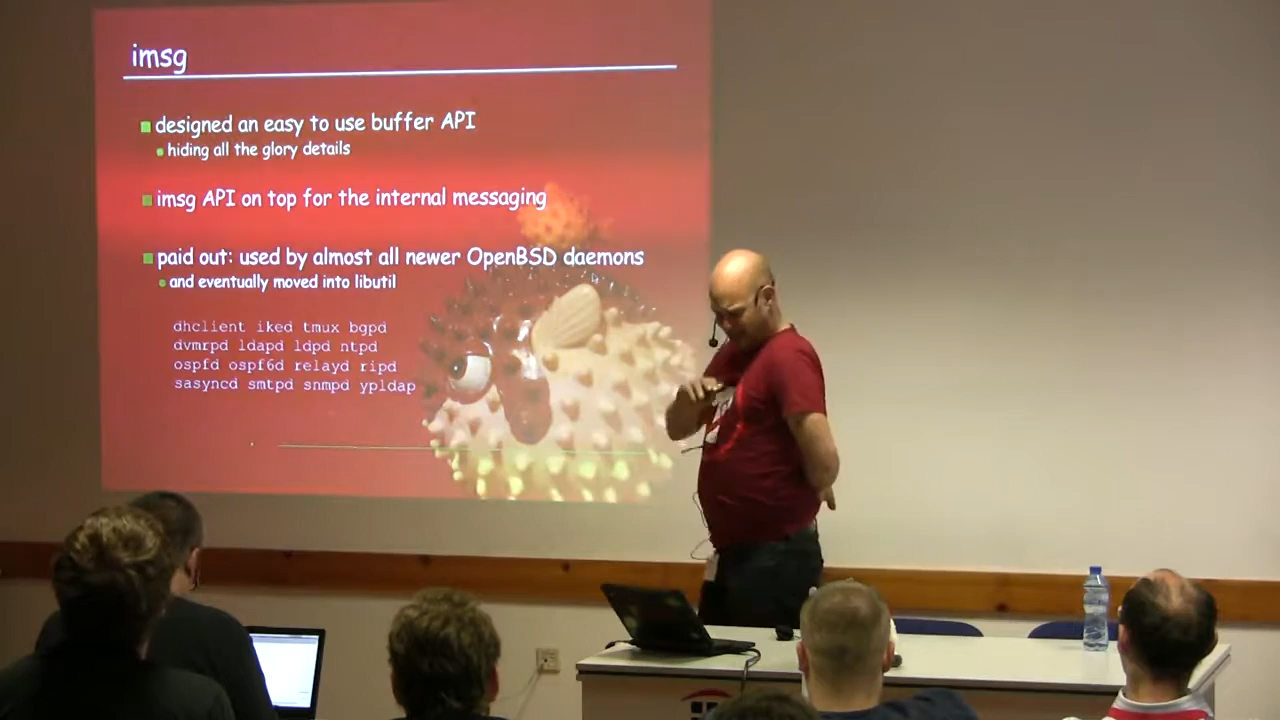 imsg
designed an easy to use buffer API
hiding all the glory details
imsg API on top for the internal messaging
paid out: used by almost all newer OpenBSD daemons
and eventually moved into libutil
dhclient iked tmux bgpd
dvmrpd ldapd ldpd ntpd
ospfd ospf6d relayd ripd
sasyncd smtpd snmpd ypldap